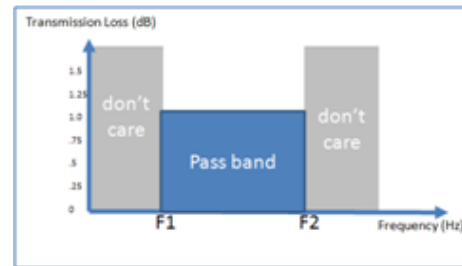 Transmission Loss (dB)
1.5
1.25
1.0
.75
.5
.25
0
don't
care
Pass band
don't
care
F1
F2
Frequency (Hz)